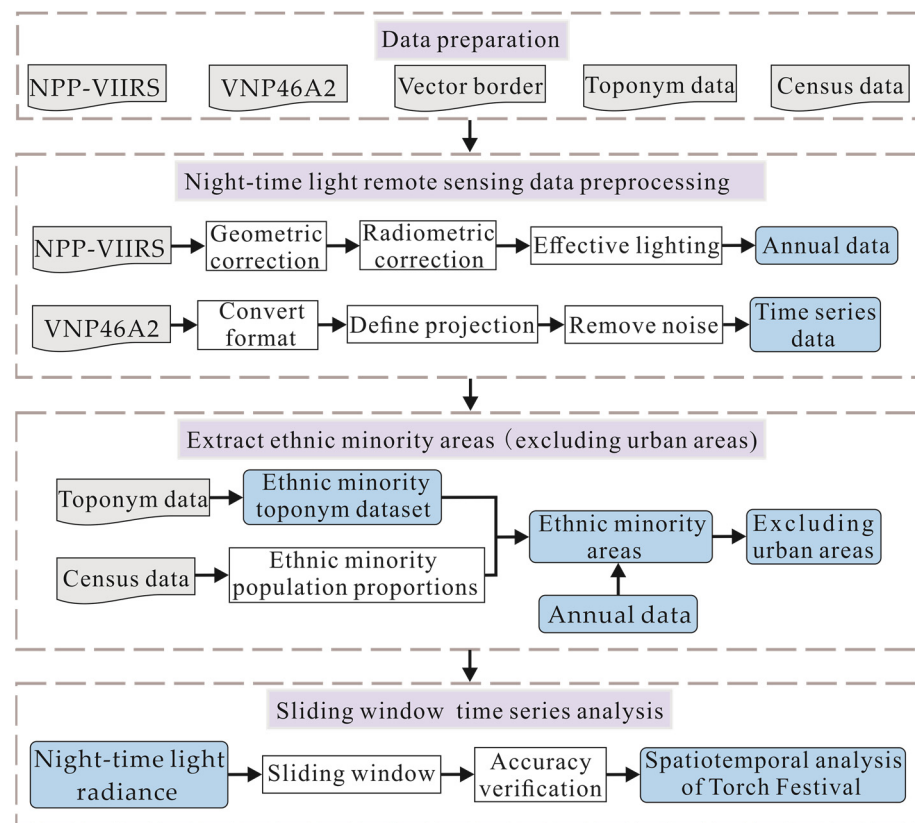 Data preparation
NPP-VIIRS
VNP46A2
Vector border
Toponym data
Census data
Night-time light remote sensing data preprocessing
NPP-VIIRS
Geometric
correction
Radiometric
correction
Effective lighting
Annual data
VNP46A2
Convert
format
Define projection
Remove noise
Time series
data
Extract ethnic minority areas (excluding urban areas)
Toponym data
Ethnic minority
toponym dataset
Census data
Ethnic minority
population proportions
Ethnic minority
areas
Excluding
urban areas
Annual data
Sliding window time series analysis
Night-time light
radiance
Sliding window
Accuracy
verification
Spatiotemporal analysis
of Torch Festival